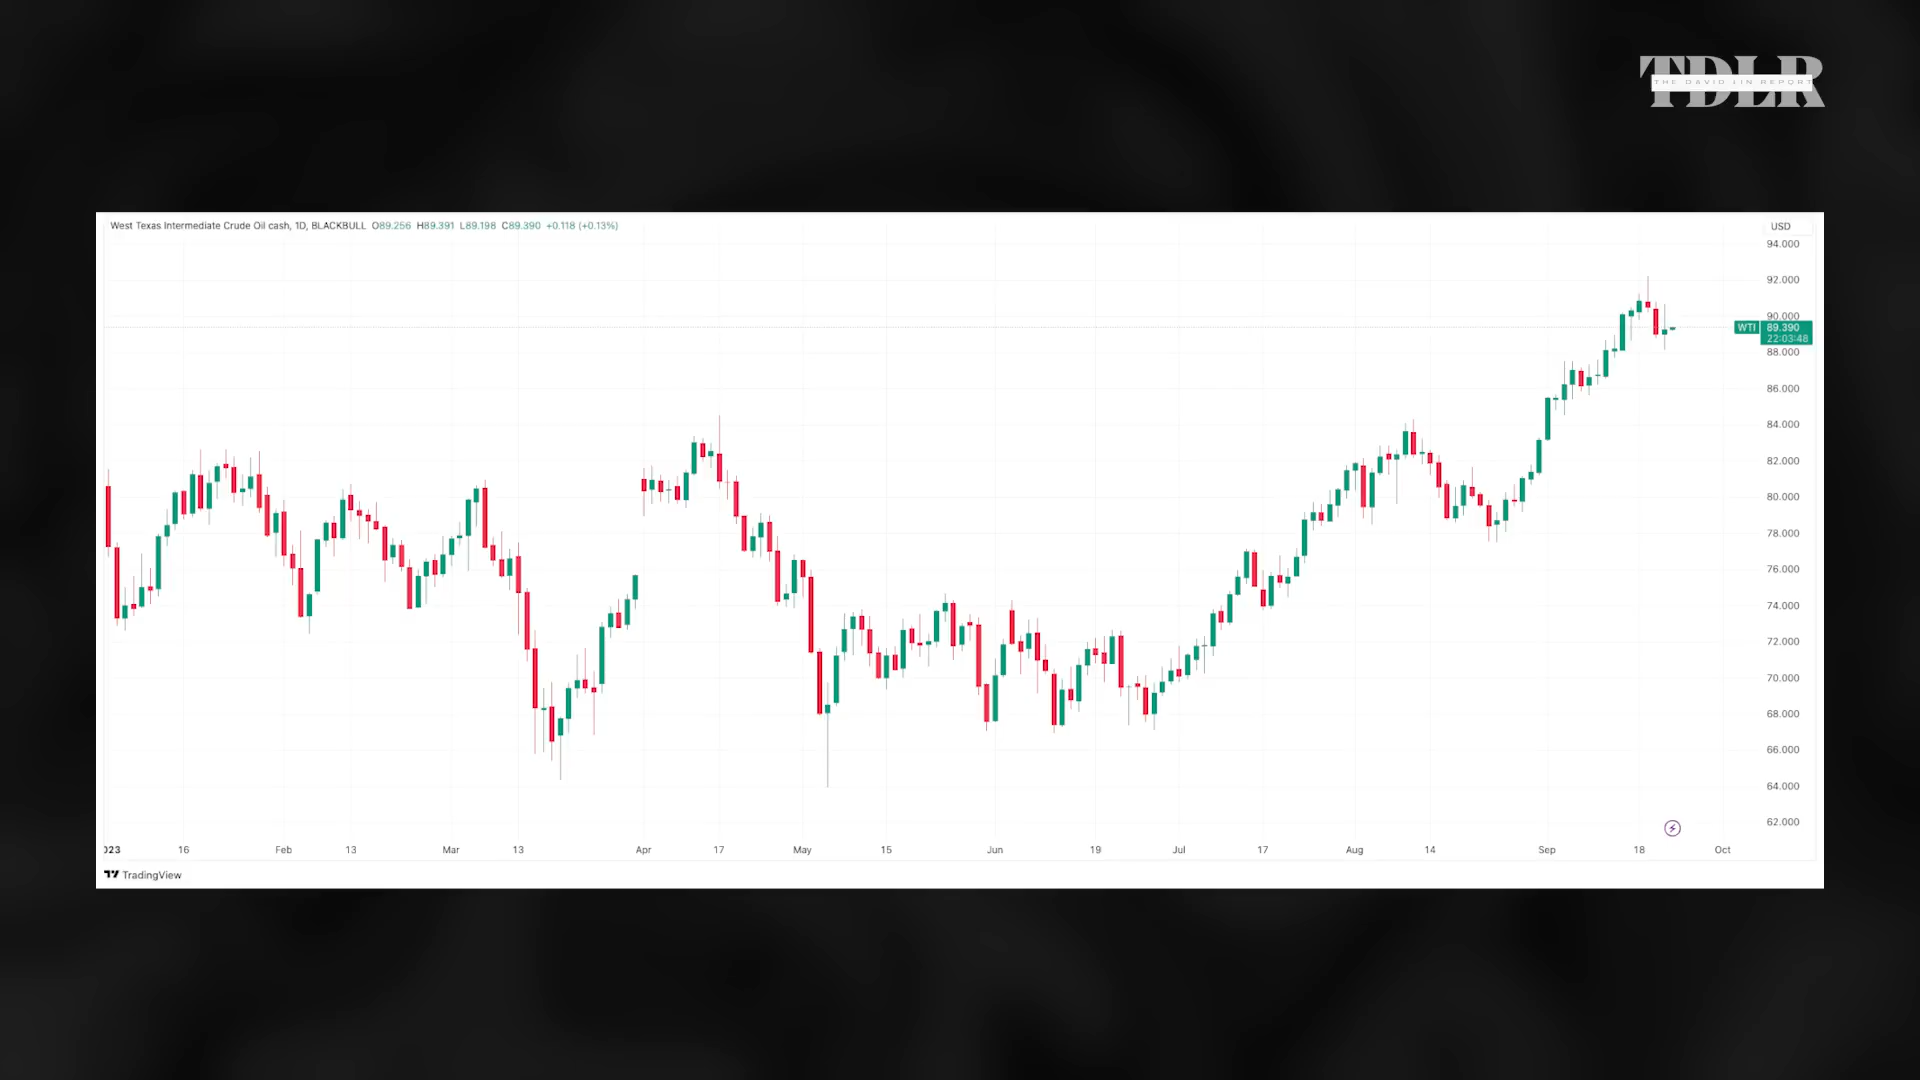 TDLR
THE DAVID LIN REPORT
West Texas Intermediate Crude Oil cash, 1D, BLACKBULL O89.256 H89.391 L89.198 C89.390 +0.118 (+0.13%)
USD
94.000
92.000
90.000
WTI 89.390
22:03:48
88.000
86.000
84.000
82.000
80.000
78.000
76.000
74.000
72.000
70.000
68.000
66.000
64.000
62.000
023 16 Feb 13 Mar 13 Apr 17 May 15 Jun 19 Jul 17 Aug 14 Sep 18 Oct
TradingView